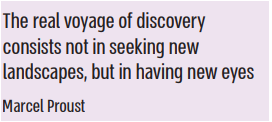 The real voyage of discovery
consists not in seeking new
landscapes, but in having new eyes
Marcel Proust